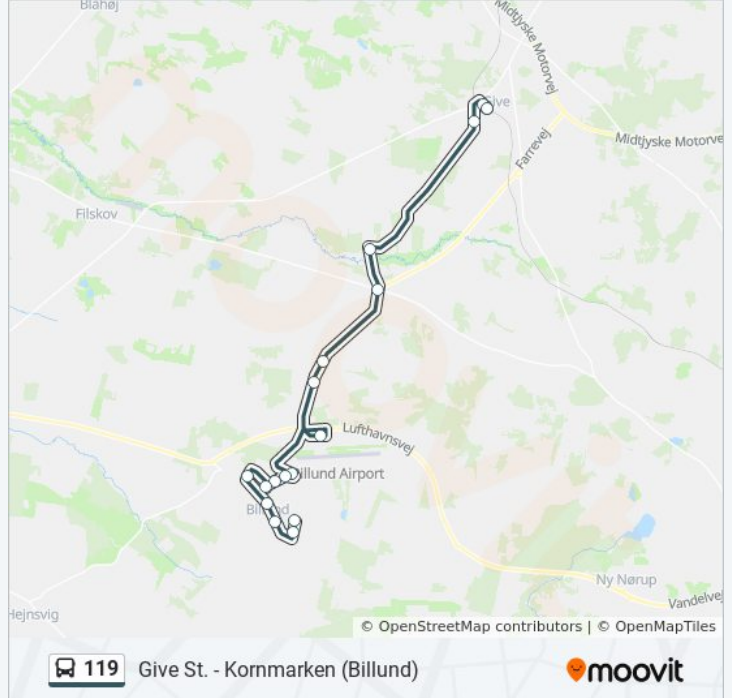 Blåhøj
Midtjyske Motorvej
Give
Midtjyske Motorve
Farrevej
Filskov
Lufthavnsvej
Billund Airport
Billund
Ny Nørup
Vandelvej
Hejnsvig
© OpenStreetMap contributors | © OpenMapTiles
119 Give St. - Kornmarken (Billund)
moovit